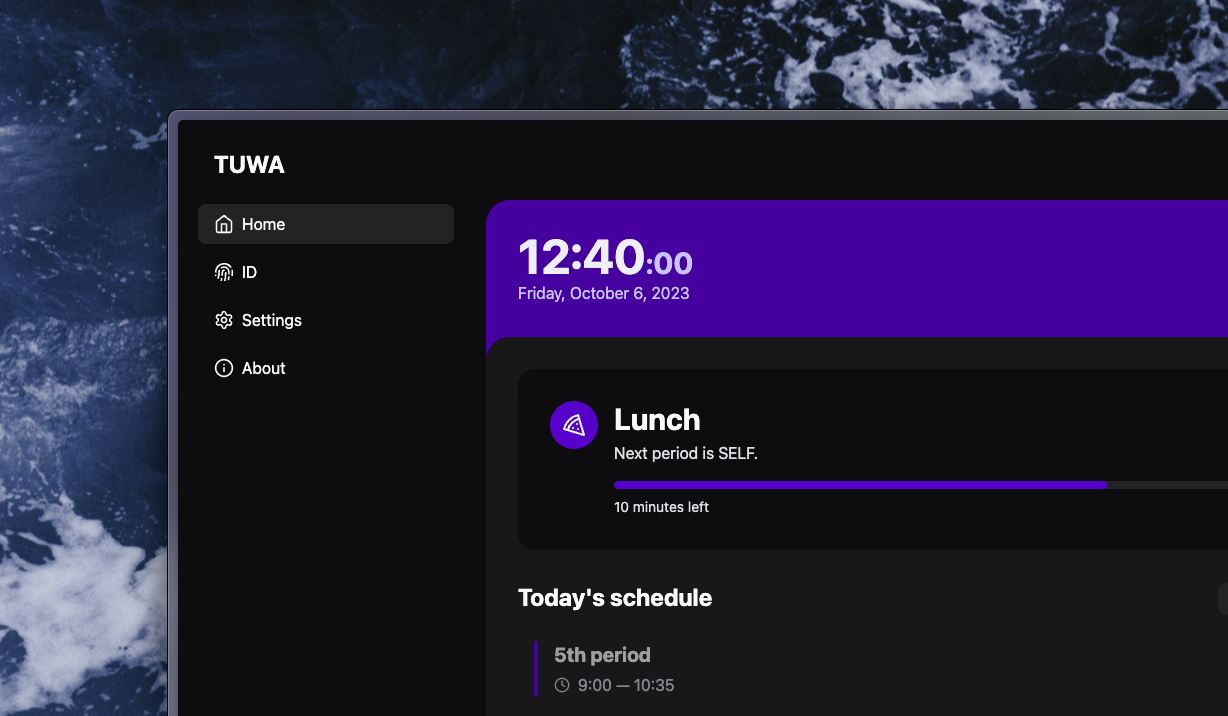 TUWA
Home
ID
Settings
About
12:40:00
Friday, October 6, 2023
Lunch
Next period is SELF.
10 minutes left
Today's schedule
5th period
9:00 — 10:35